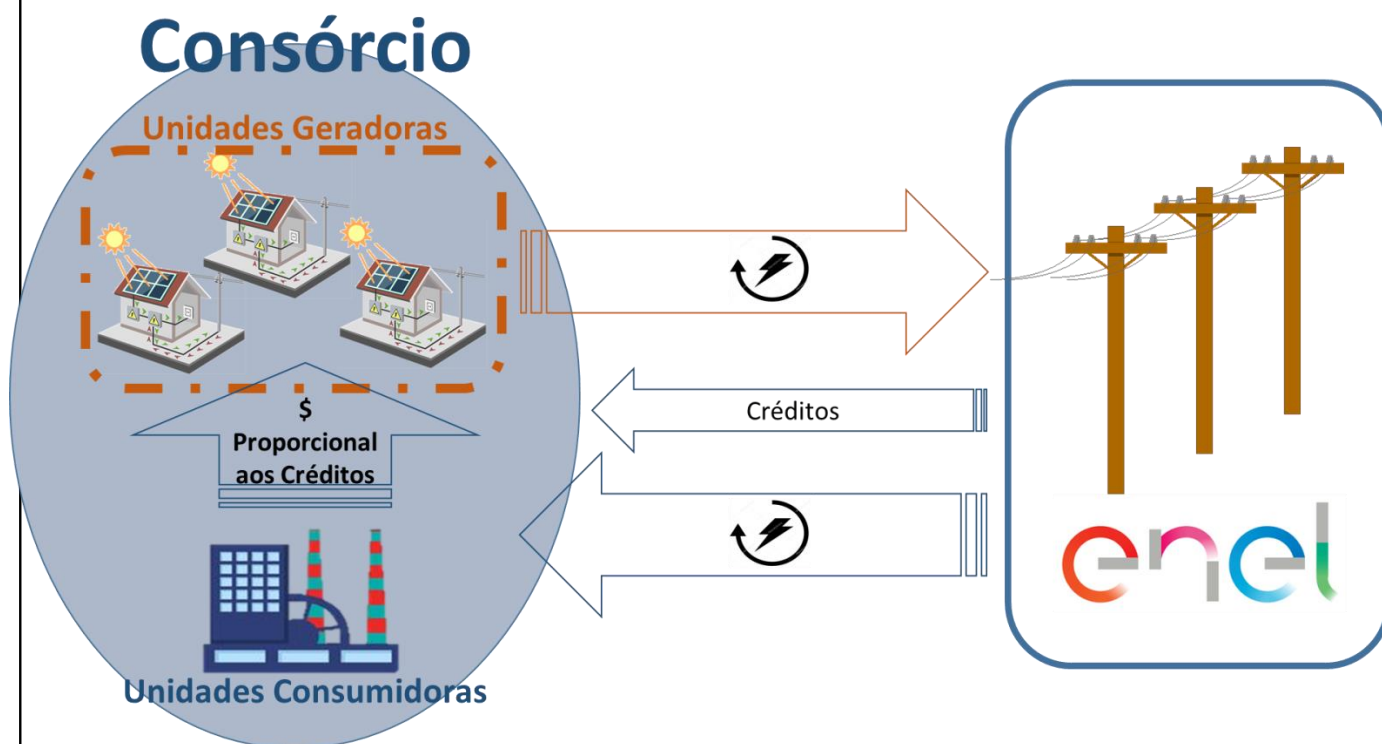 Consórcio
Unidades Geradoras
$
Proporcional
aos Créditos
Unidades Consumidoras
Créditos
enel